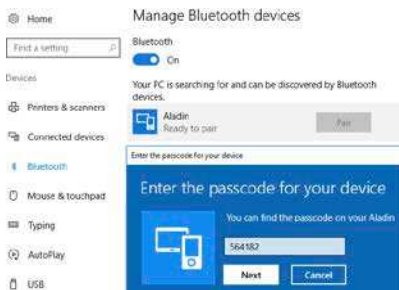 Home
Find a setting
Devices
Printers & scanners
Connected devices
Bluetooth
Mouse & touchpad
Typing
AutoPlay
USB
Manage Bluetooth devices
Bluetooth
On
Your PC is searching for and can be discovered by Bluetooth
devices.
Aladin
Ready to pair
Pair
Enter the passcode for your device
Enter the passcode for your device
You can find the passcode on your Aladin
564182
Next
Cancel